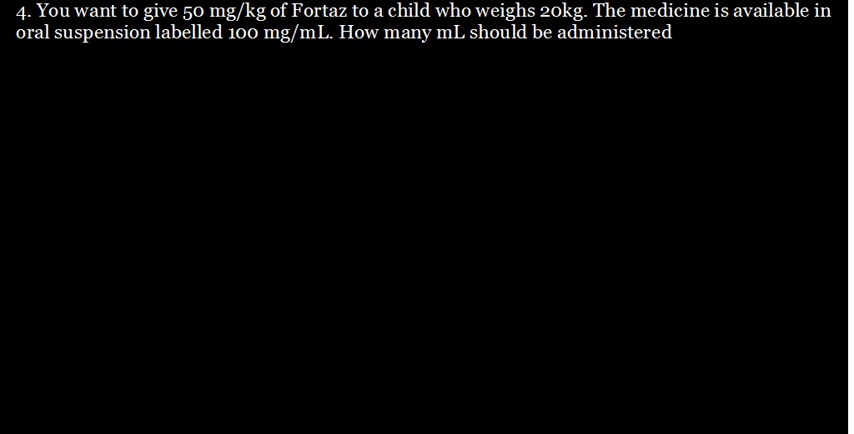 4. You want to give 50 mg/kg of Fortaz to a child who weighs 20kg. The medicine is available in
oral suspension labelled 100 mg/mL. How many mL should be administered